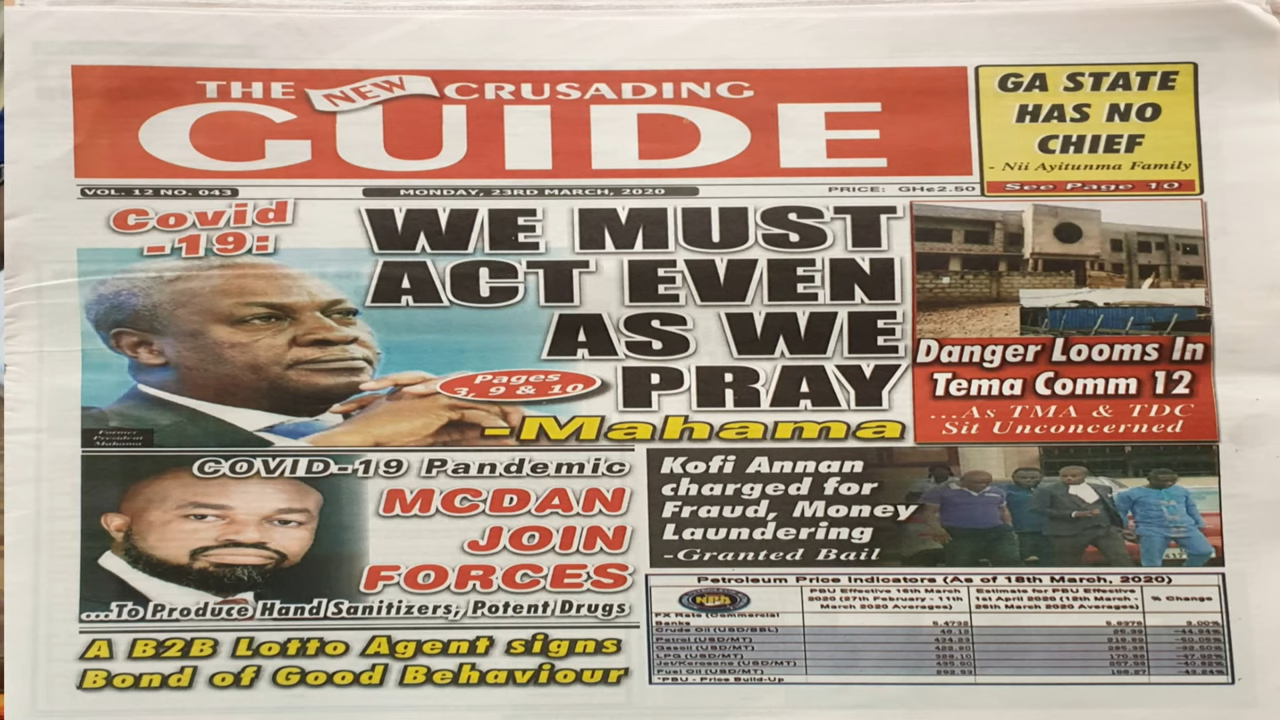 THE NEW CRUSADING
GUIDE
GA STATE
HAS NO
CHIEF
- Nii Ayitunma Family
See Page 10
VOL. 12 NO. 043
MONDAY, 23RD MARCH, 2020
PRICE: GH¢2.50
Covid
-19:
WE MUST
ACT EVEN
AS WE
PRAY
-Mahama
Pages
3, 9 & 10
Former
President
Mahama
Danger Looms In
Tema Comm 12
...As TMA & TDC
Sit Unconcerned
COVID-19 Pandemic
MCDAN
JOIN
FORCES
...To Produce Hand Sanitizers, Potent Drugs
A B2B Lotto Agent signs
Bond of Good Behaviour
Kofi Annan
charged for
Fraud, Money
Laundering
-Granted Bail
Petroleum Price Indicators (As of 18th March, 2020)
NPA
PBU Effective 16th March
2020 (27th February - 11th
March 2020 Averages)
Estimate for PBU Effective
1st April 2020 (12th March -
26th March 2020 Averages)
% Change
FX Rate (Commercial
Banks
Crude Oil (USD/BBL)
Petrol (USD/MT)
Gasoil (USD/MT)
LPG (USD/MT)
Jet/Kerosene (USD/MT)
Fuel Oil (USD/MT)
*PBU - Price Build-Up